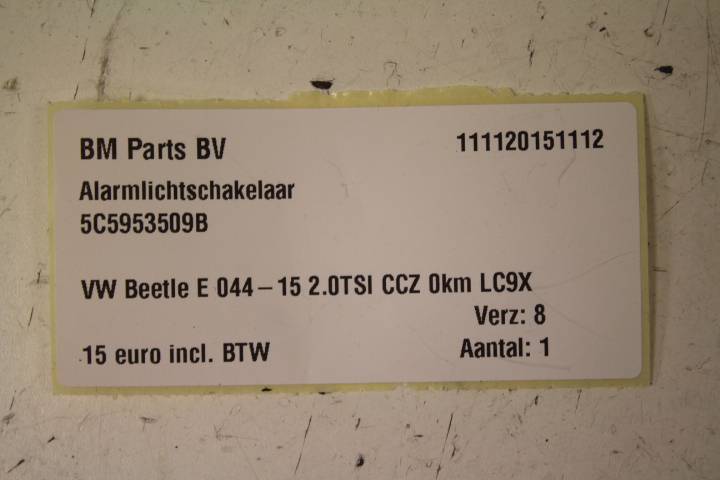 BM Parts BV 111120151112
Alarmlichtschakelaar
5C5953509B
VW Beetle E 044-15 2.0TSI CCZ 0km LC9X
Verz: 8
15 euro incl. BTW Aantal: 1